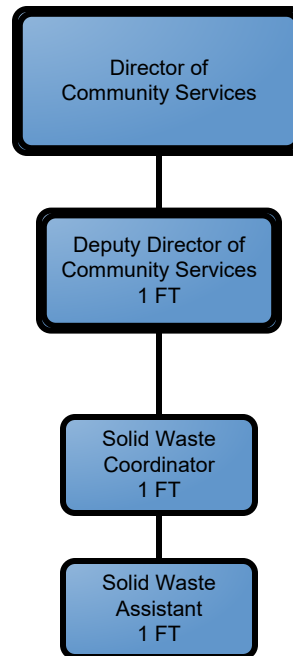 Director of
Community Services
Deputy Director of
Community Services
1 FT
Solid Waste
Coordinator
1 FT
Solid Waste
Assistant
1 FT